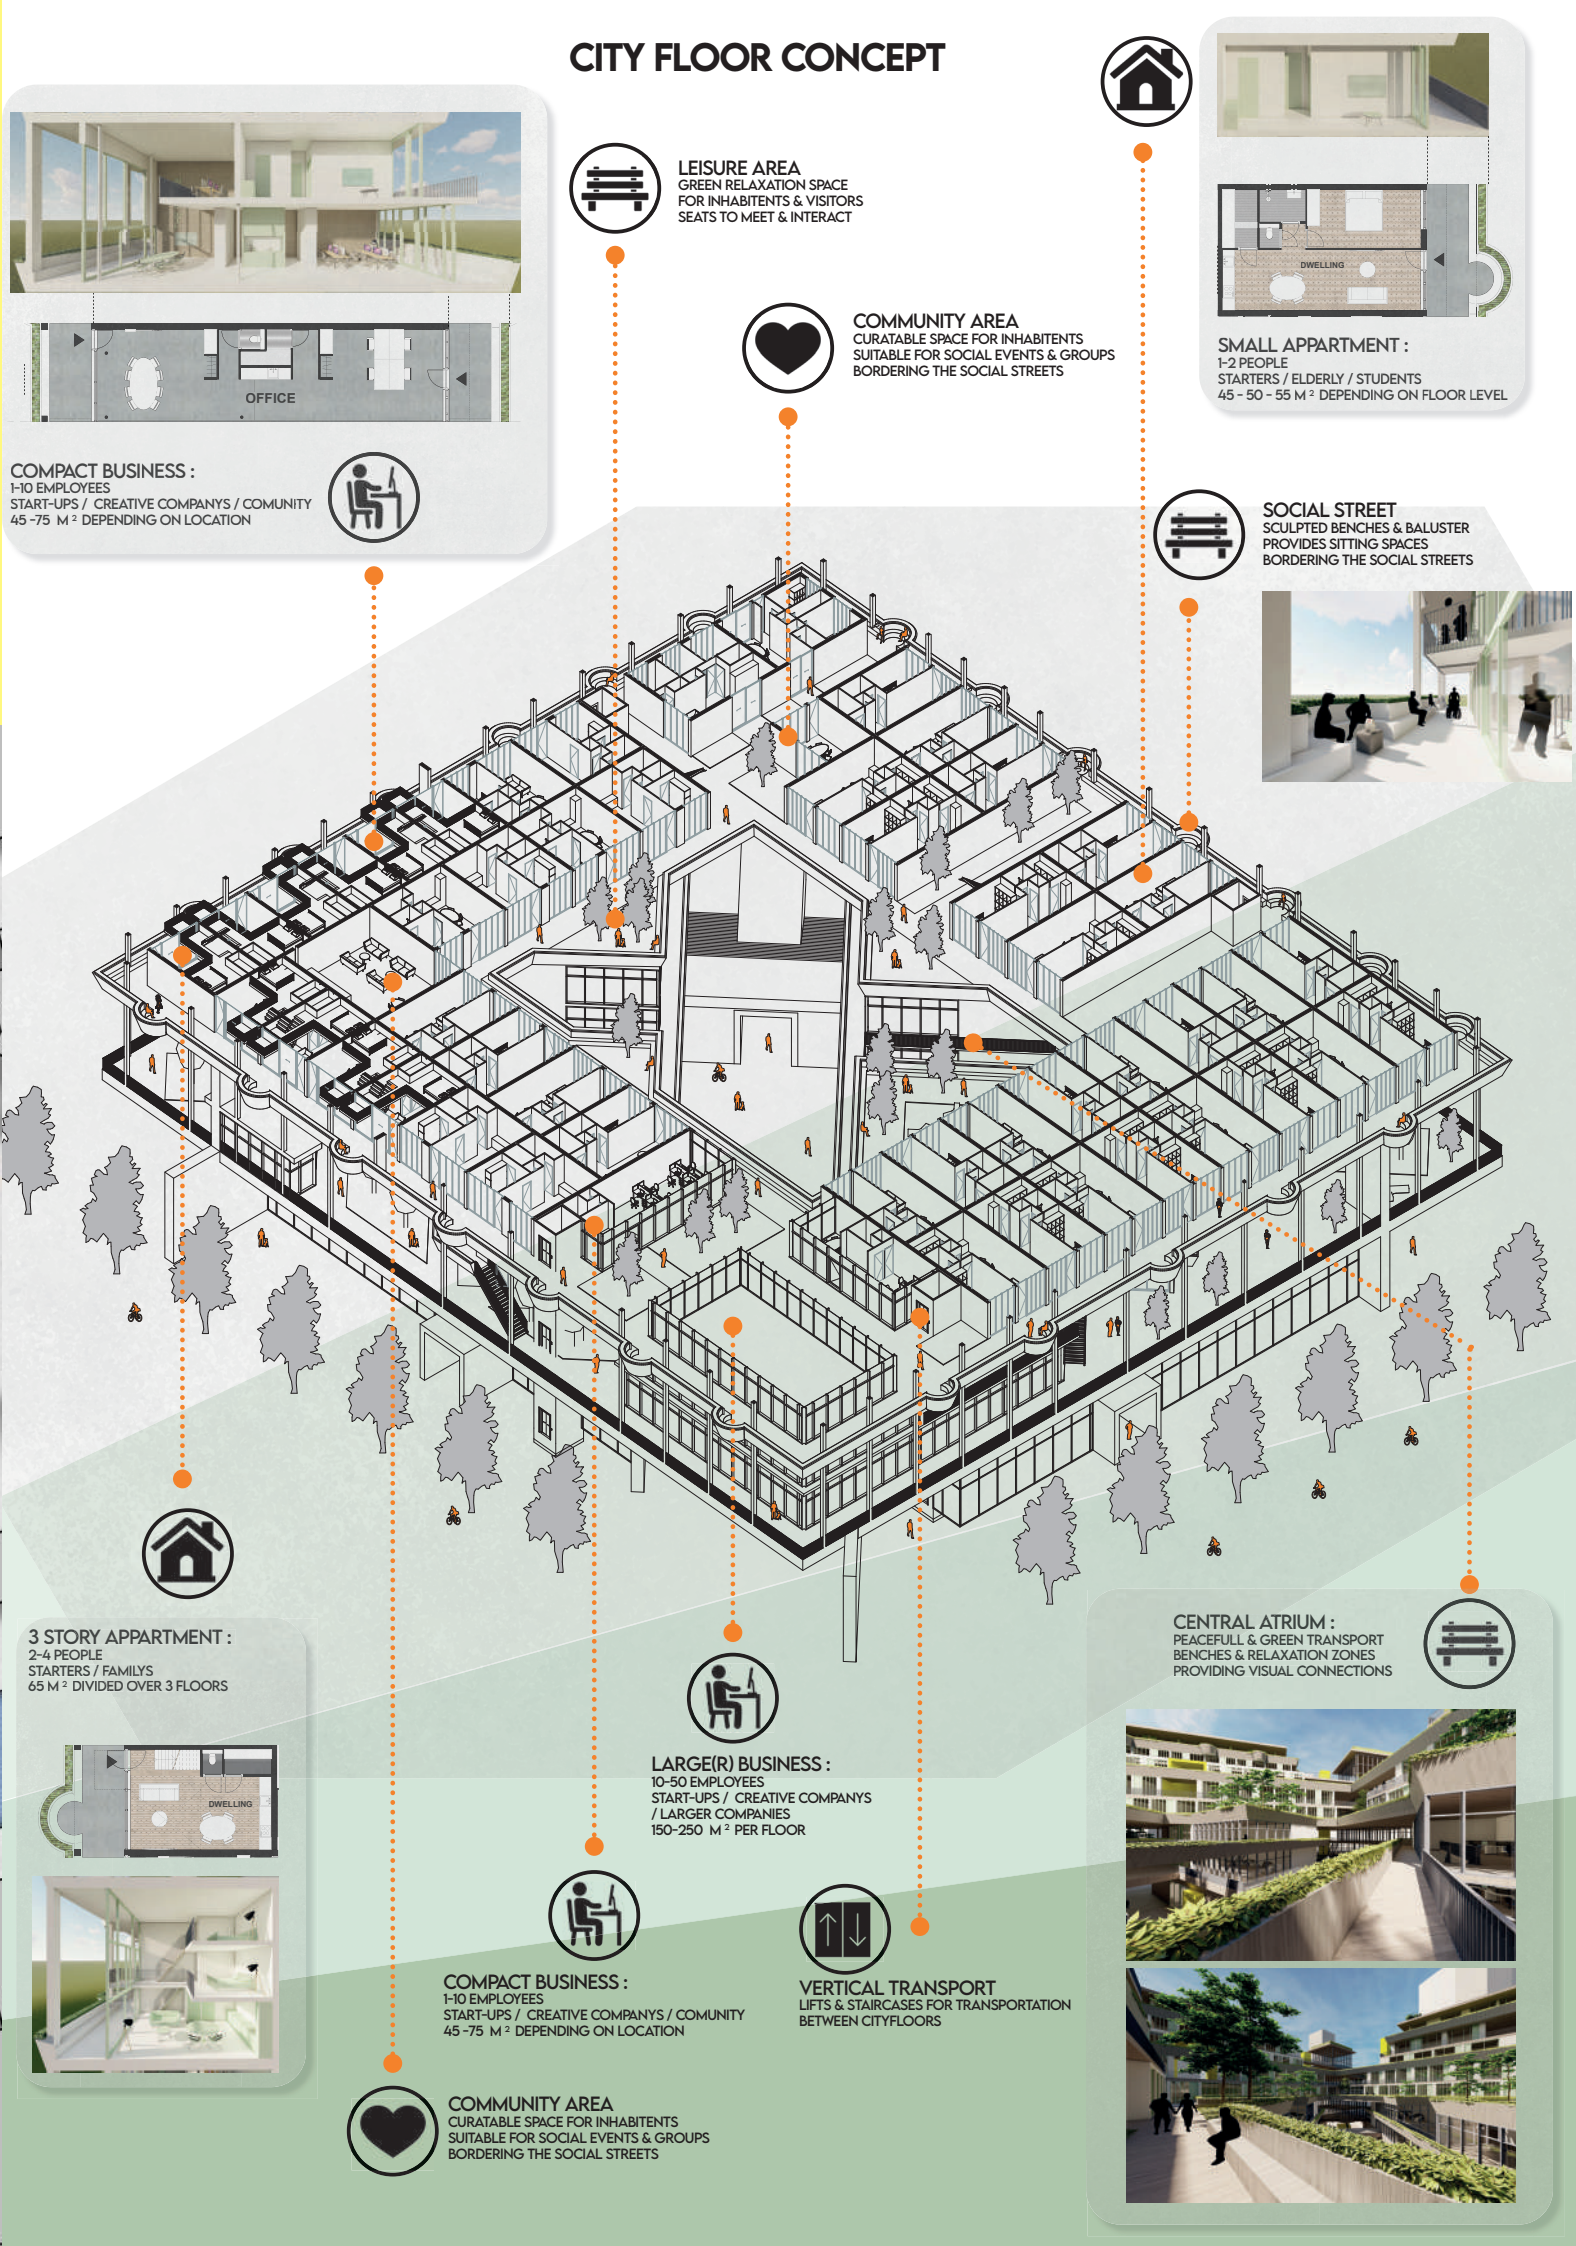 CITY FLOOR CONCEPT
LEISURE AREA
GREEN RELAXATION SPACE
FOR INHABITENTS & VISITORS
SEATS TO MEET & INTERACT
COMMUNITY AREA
CURATABLE SPACE FOR INHABITENTS
SUITABLE FOR SOCIAL EVENTS & GROUPS
BORDERING THE SOCIAL STREETS
DWELLING
SMALL APPARTMENT :
1-2 PEOPLE
STARTERS / ELDERLY / STUDENTS
45 - 50 - 55 M² DEPENDING ON FLOOR LEVEL
OFFICE
COMPACT BUSINESS :
1-10 EMPLOYEES
START-UPS / CREATIVE COMPANYS / COMUNITY
45 -75 M² DEPENDING ON LOCATION
SOCIAL STREET
SCULPTED BENCHES & BALUSTER
PROVIDES SITTING SPACES
BORDERING THE SOCIAL STREETS
3 STORY APPARTMENT :
2-4 PEOPLE
STARTERS / FAMILYS
65 M² DIVIDED OVER 3 FLOORS
DWELLING
CENTRAL ATRIUM :
PEACEFULL & GREEN TRANSPORT
BENCHES & RELAXATION ZONES
PROVIDING VISUAL CONNECTIONS
LARGE(R) BUSINESS :
10-50 EMPLOYEES
START-UPS / CREATIVE COMPANYS
/ LARGER COMPANIES
150-250 M² PER FLOOR
COMPACT BUSINESS :
1-10 EMPLOYEES
START-UPS / CREATIVE COMPANYS / COMUNITY
45 -75 M² DEPENDING ON LOCATION
VERTICAL TRANSPORT
LIFTS & STAIRCASES FOR TRANSPORTATION
BETWEEN CITYFLOORS
COMMUNITY AREA
CURATABLE SPACE FOR INHABITENTS
SUITABLE FOR SOCIAL EVENTS & GROUPS
BORDERING THE SOCIAL STREETS